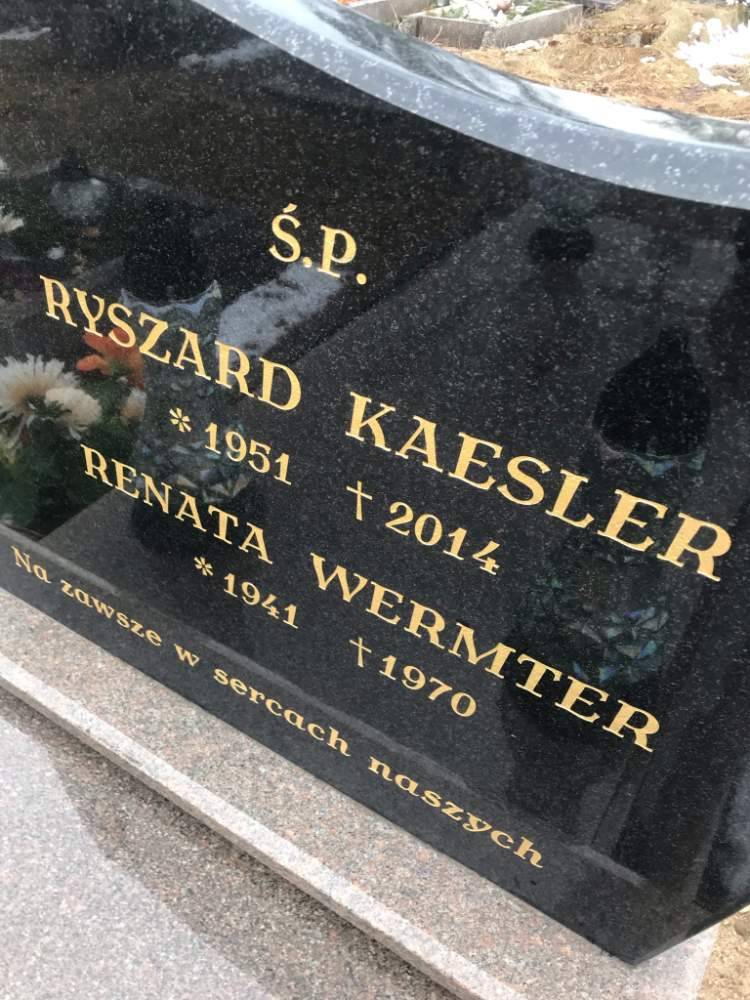 Ś.P.
RYSZARD KAESLER
* 1951 † 2014
RENATA WERMTER
* 1941 † 1970
Na zawsze w sercach naszych